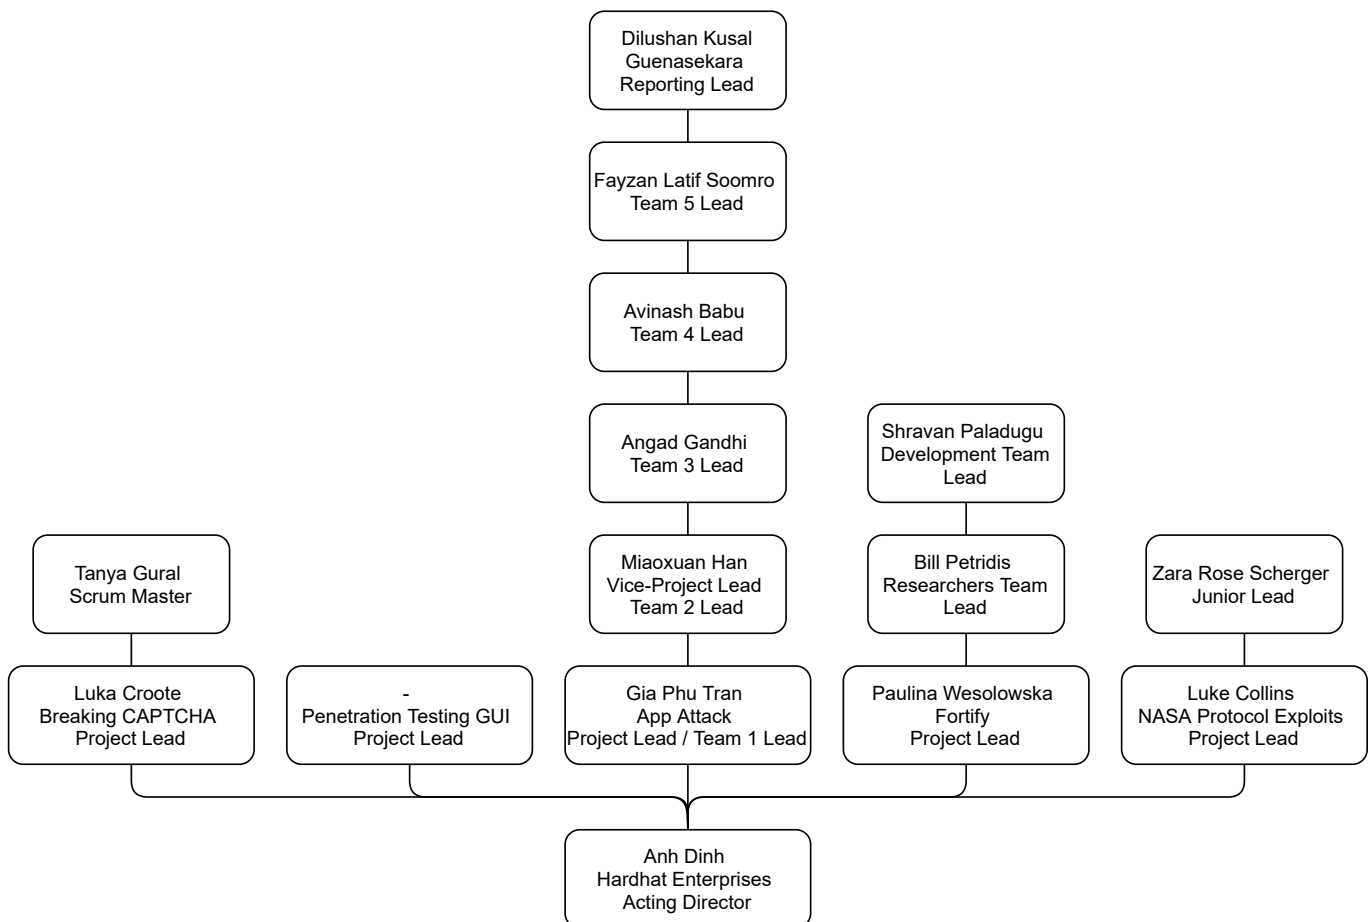 Dilushan Kusal
Guenasekara
Reporting Lead
Fayzan Latif Soomro
Team 5 Lead
Avinash Babu
Team 4 Lead
Angad Gandhi
Team 3 Lead
Shravan Paladugu
Development Team
Lead
Tanya Gural
Scrum Master
Miaoxuan Han
Vice-Project Lead
Team 2 Lead
Bill Petridis
Researchers Team
Lead
Zara Rose Scherger
Junior Lead
Luka Croote
Breaking CAPTCHA
Project Lead
-
Penetration Testing GUI
Project Lead
Gia Phu Tran
App Attack
Project Lead / Team 1 Lead
Paulina Wesolowska
Fortify
Project Lead
Luke Collins
NASA Protocol Exploits
Project Lead
Anh Dinh
Hardhat Enterprises
Acting Director